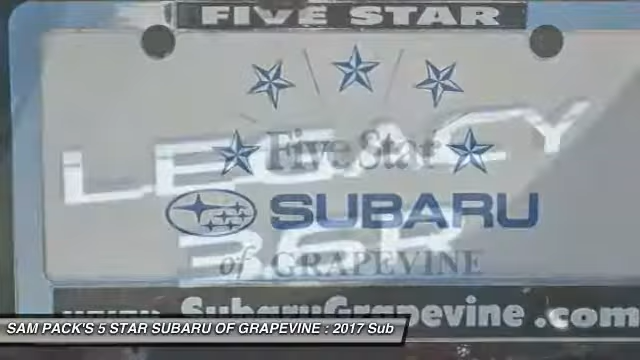 FIVE STAR
Five Star
LEGACY
SUBARU
3.6R
of GRAPEVINE
SubaruGrapevine.com
SAM PACK'S 5 STAR SUBARU OF GRAPEVINE : 2017 Sub